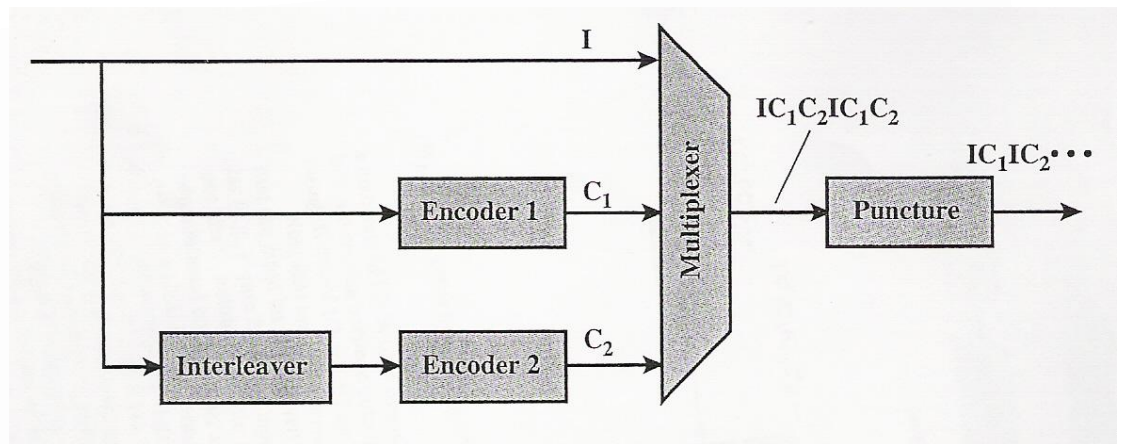 I
IC₁C₂IC₁C₂
IC₁IC₂•••
Multiplexer
Encoder 1
C₁
Puncture
Interleaver
Encoder 2
C₂